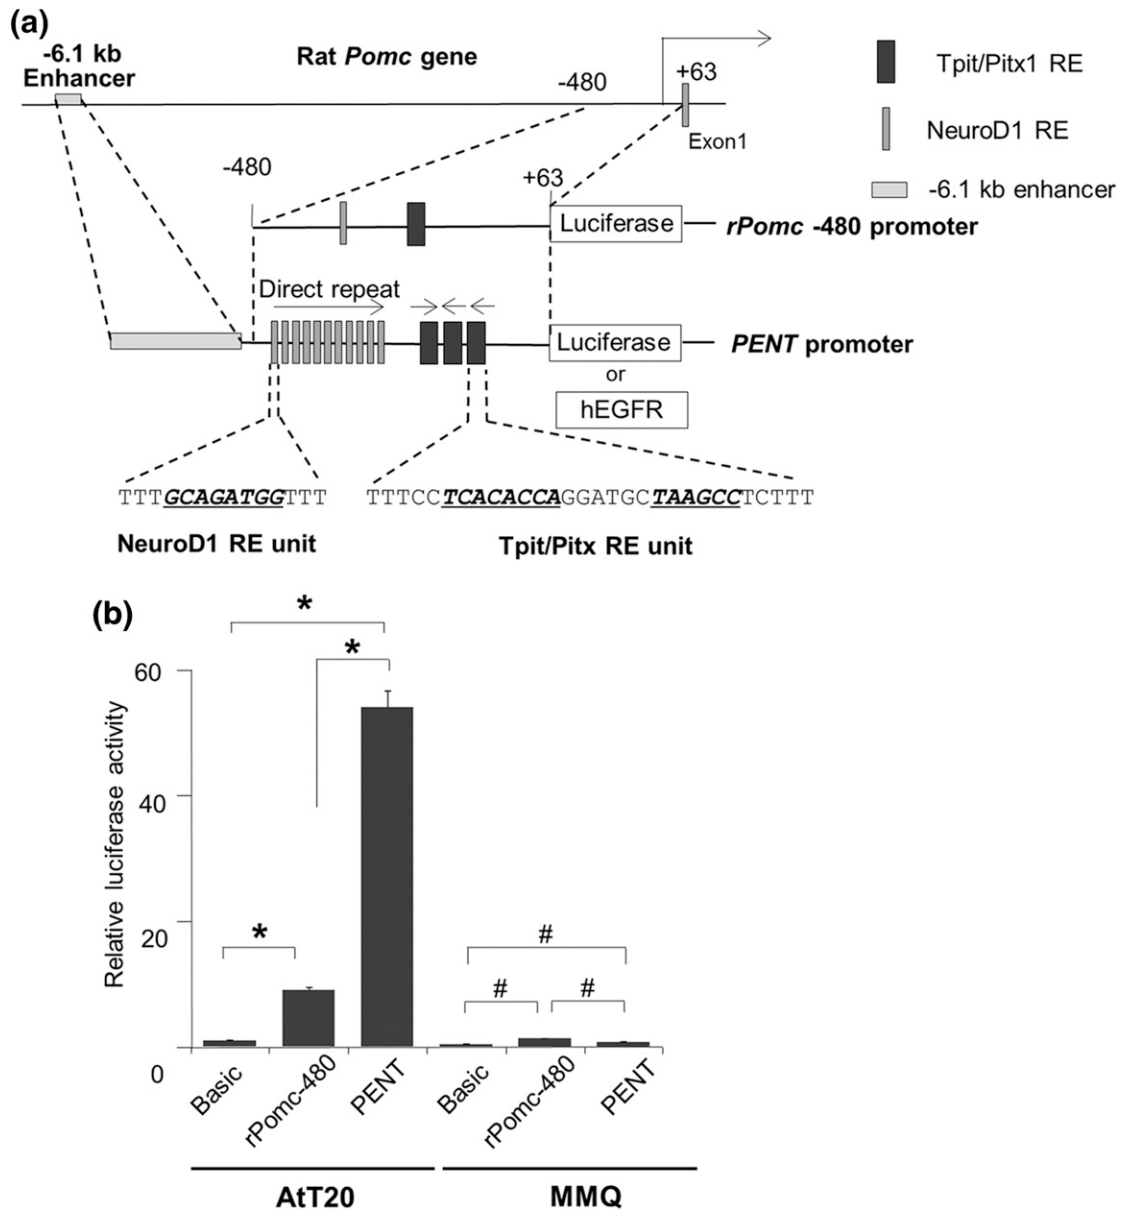 (a)
-6.1 kb
Enhancer
Rat Pomc gene
-480
+63
Exon1
Tpit/Pitx1 RE
NeuroD1 RE
-6.1 kb enhancer
-480
+63
Luciferase
rPomc -480 promoter
Direct repeat
Luciferase
PENT promoter
or
hEGFR
TTTGCAGATGGTTT
TTTCCTCACACCAGGATGCTAAGCCTCTTT
NeuroD1 RE unit
Tpit/Pitx RE unit
(b)
*
*
60
40
20
0
Relative luciferase activity
*
#
#
#
Basic
rPomc-480
PENT
Basic
rPomc-480
PENT
AtT20
MMQ